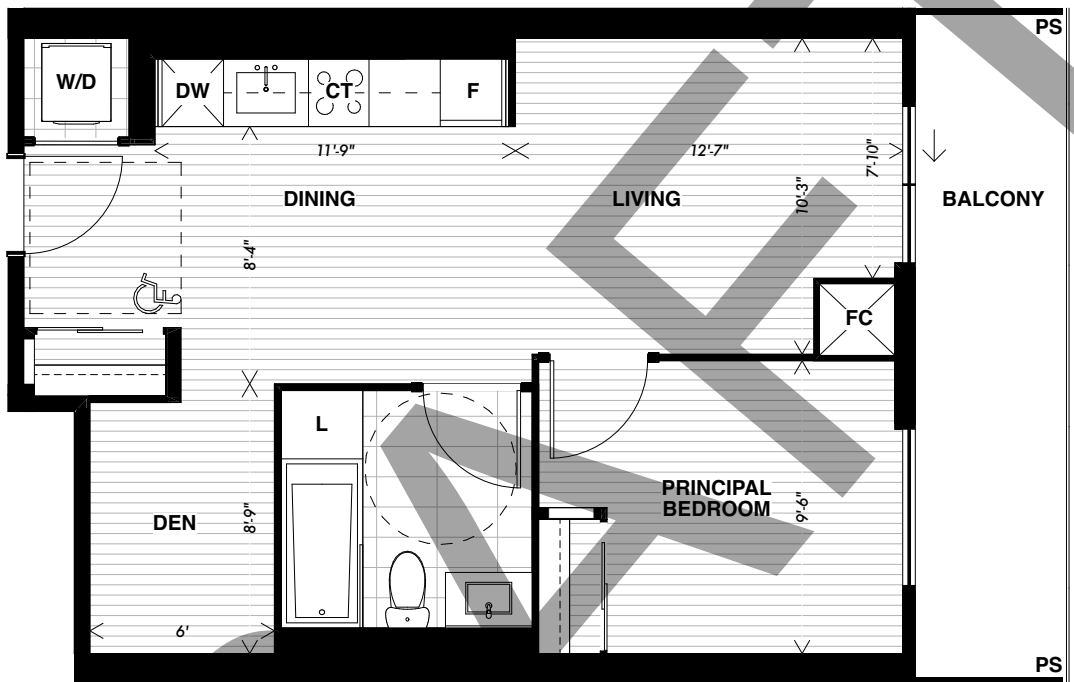 PS
W/D
DW
CT
F
11'-9"
12'-7"
7'-10"
10'-3"
DINING
LIVING
BALCONY
8'-4"
FC
L
PRINCIPAL
BEDROOM
9'-6"
DEN
8'-9"
6'
PS